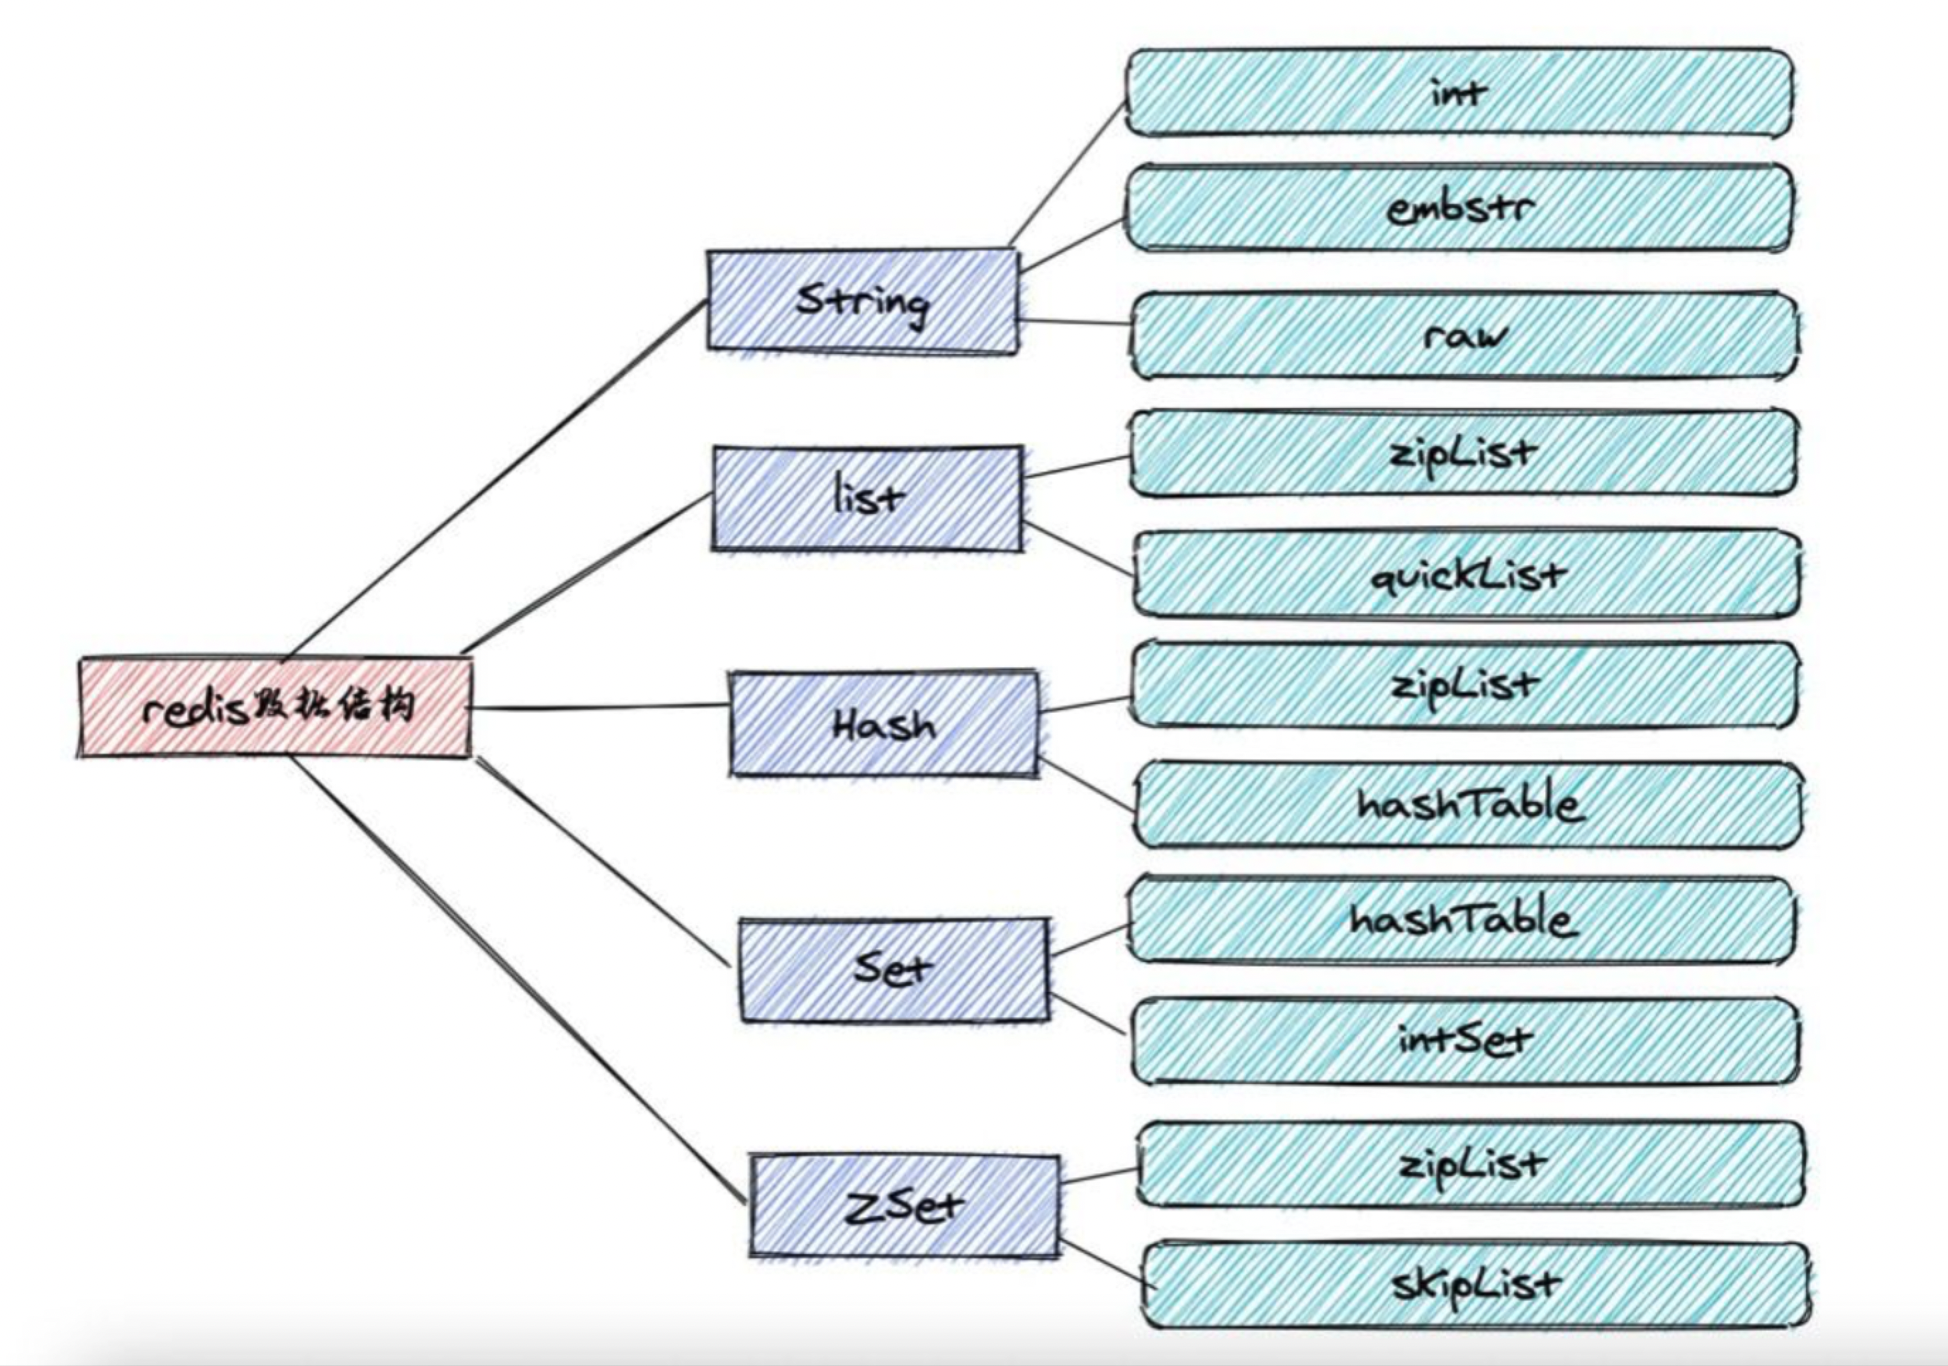 int
embstr
String
raw
zipList
list
quickList
zipList
redis数据结构
Hash
hashTable
hashTable
Set
intSet
zipList
ZSet
skipList